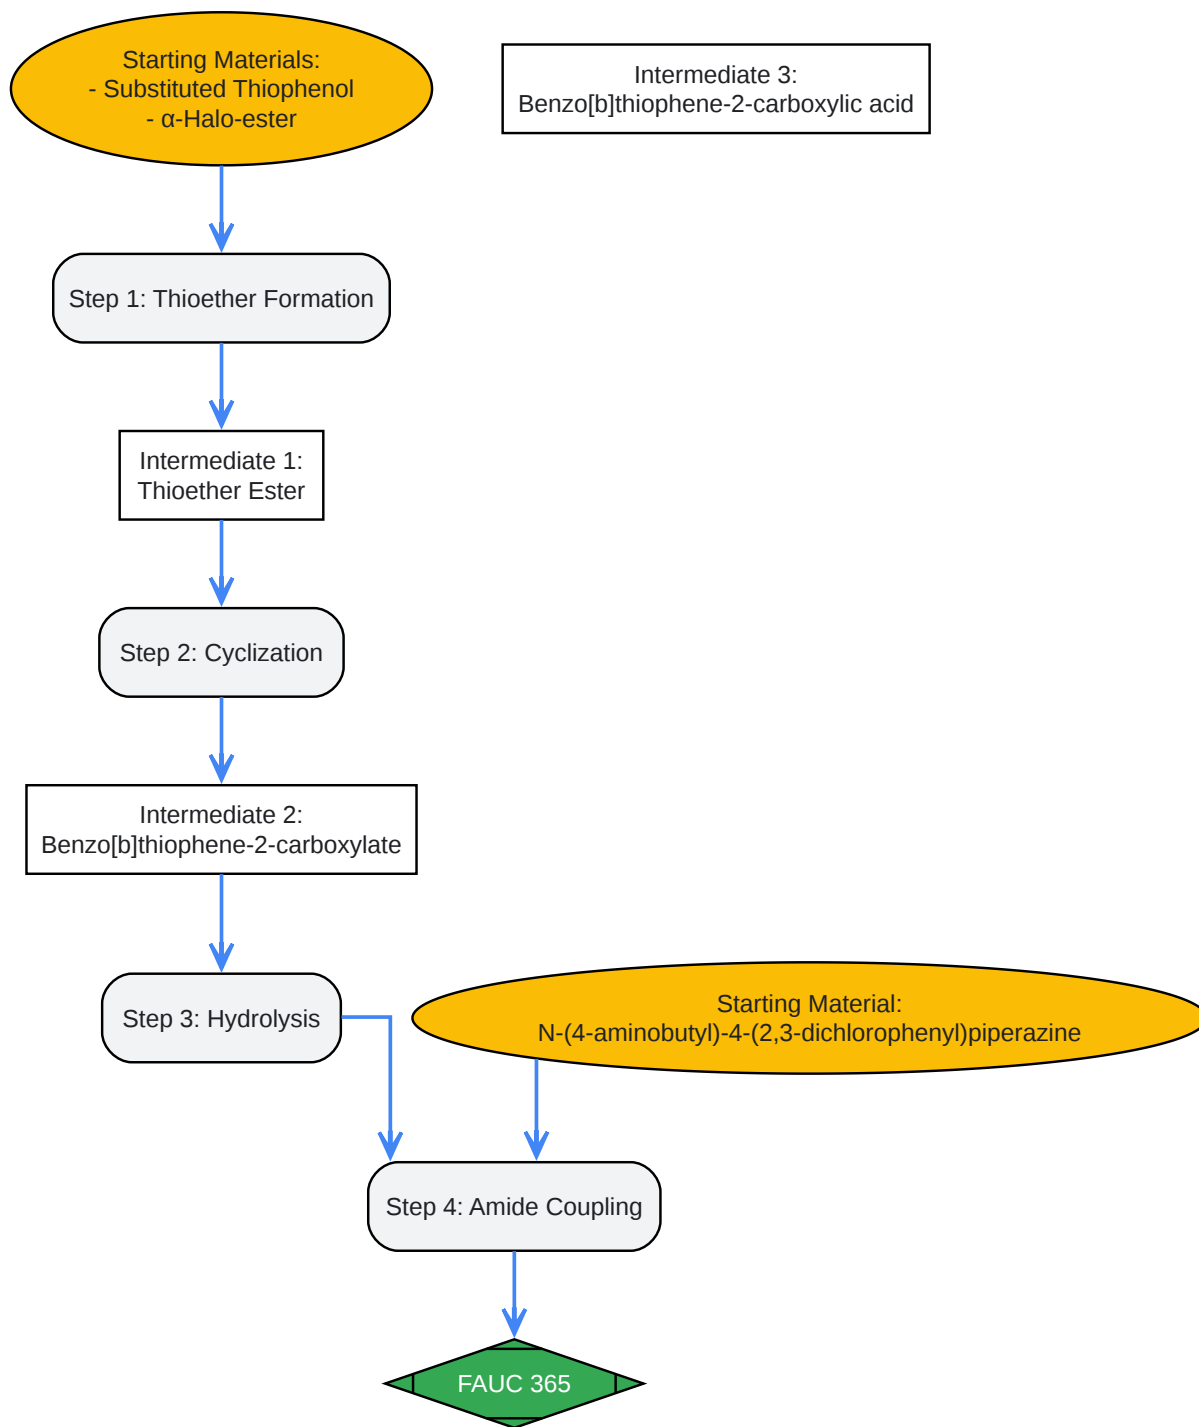 Starting Materials:
- Substituted Thiophenol
- α-Halo-ester
Intermediate 3:
Benzo[b]thiophene-2-carboxylic acid
Step 1: Thioether Formation
Intermediate 1:
Thioether Ester
Step 2: Cyclization
Intermediate 2:
Benzo[b]thiophene-2-carboxylate
Step 3: Hydrolysis
Starting Material:
N-(4-aminobutyl)-4-(2,3-dichlorophenyl)piperazine
Step 4: Amide Coupling
FAUC 365